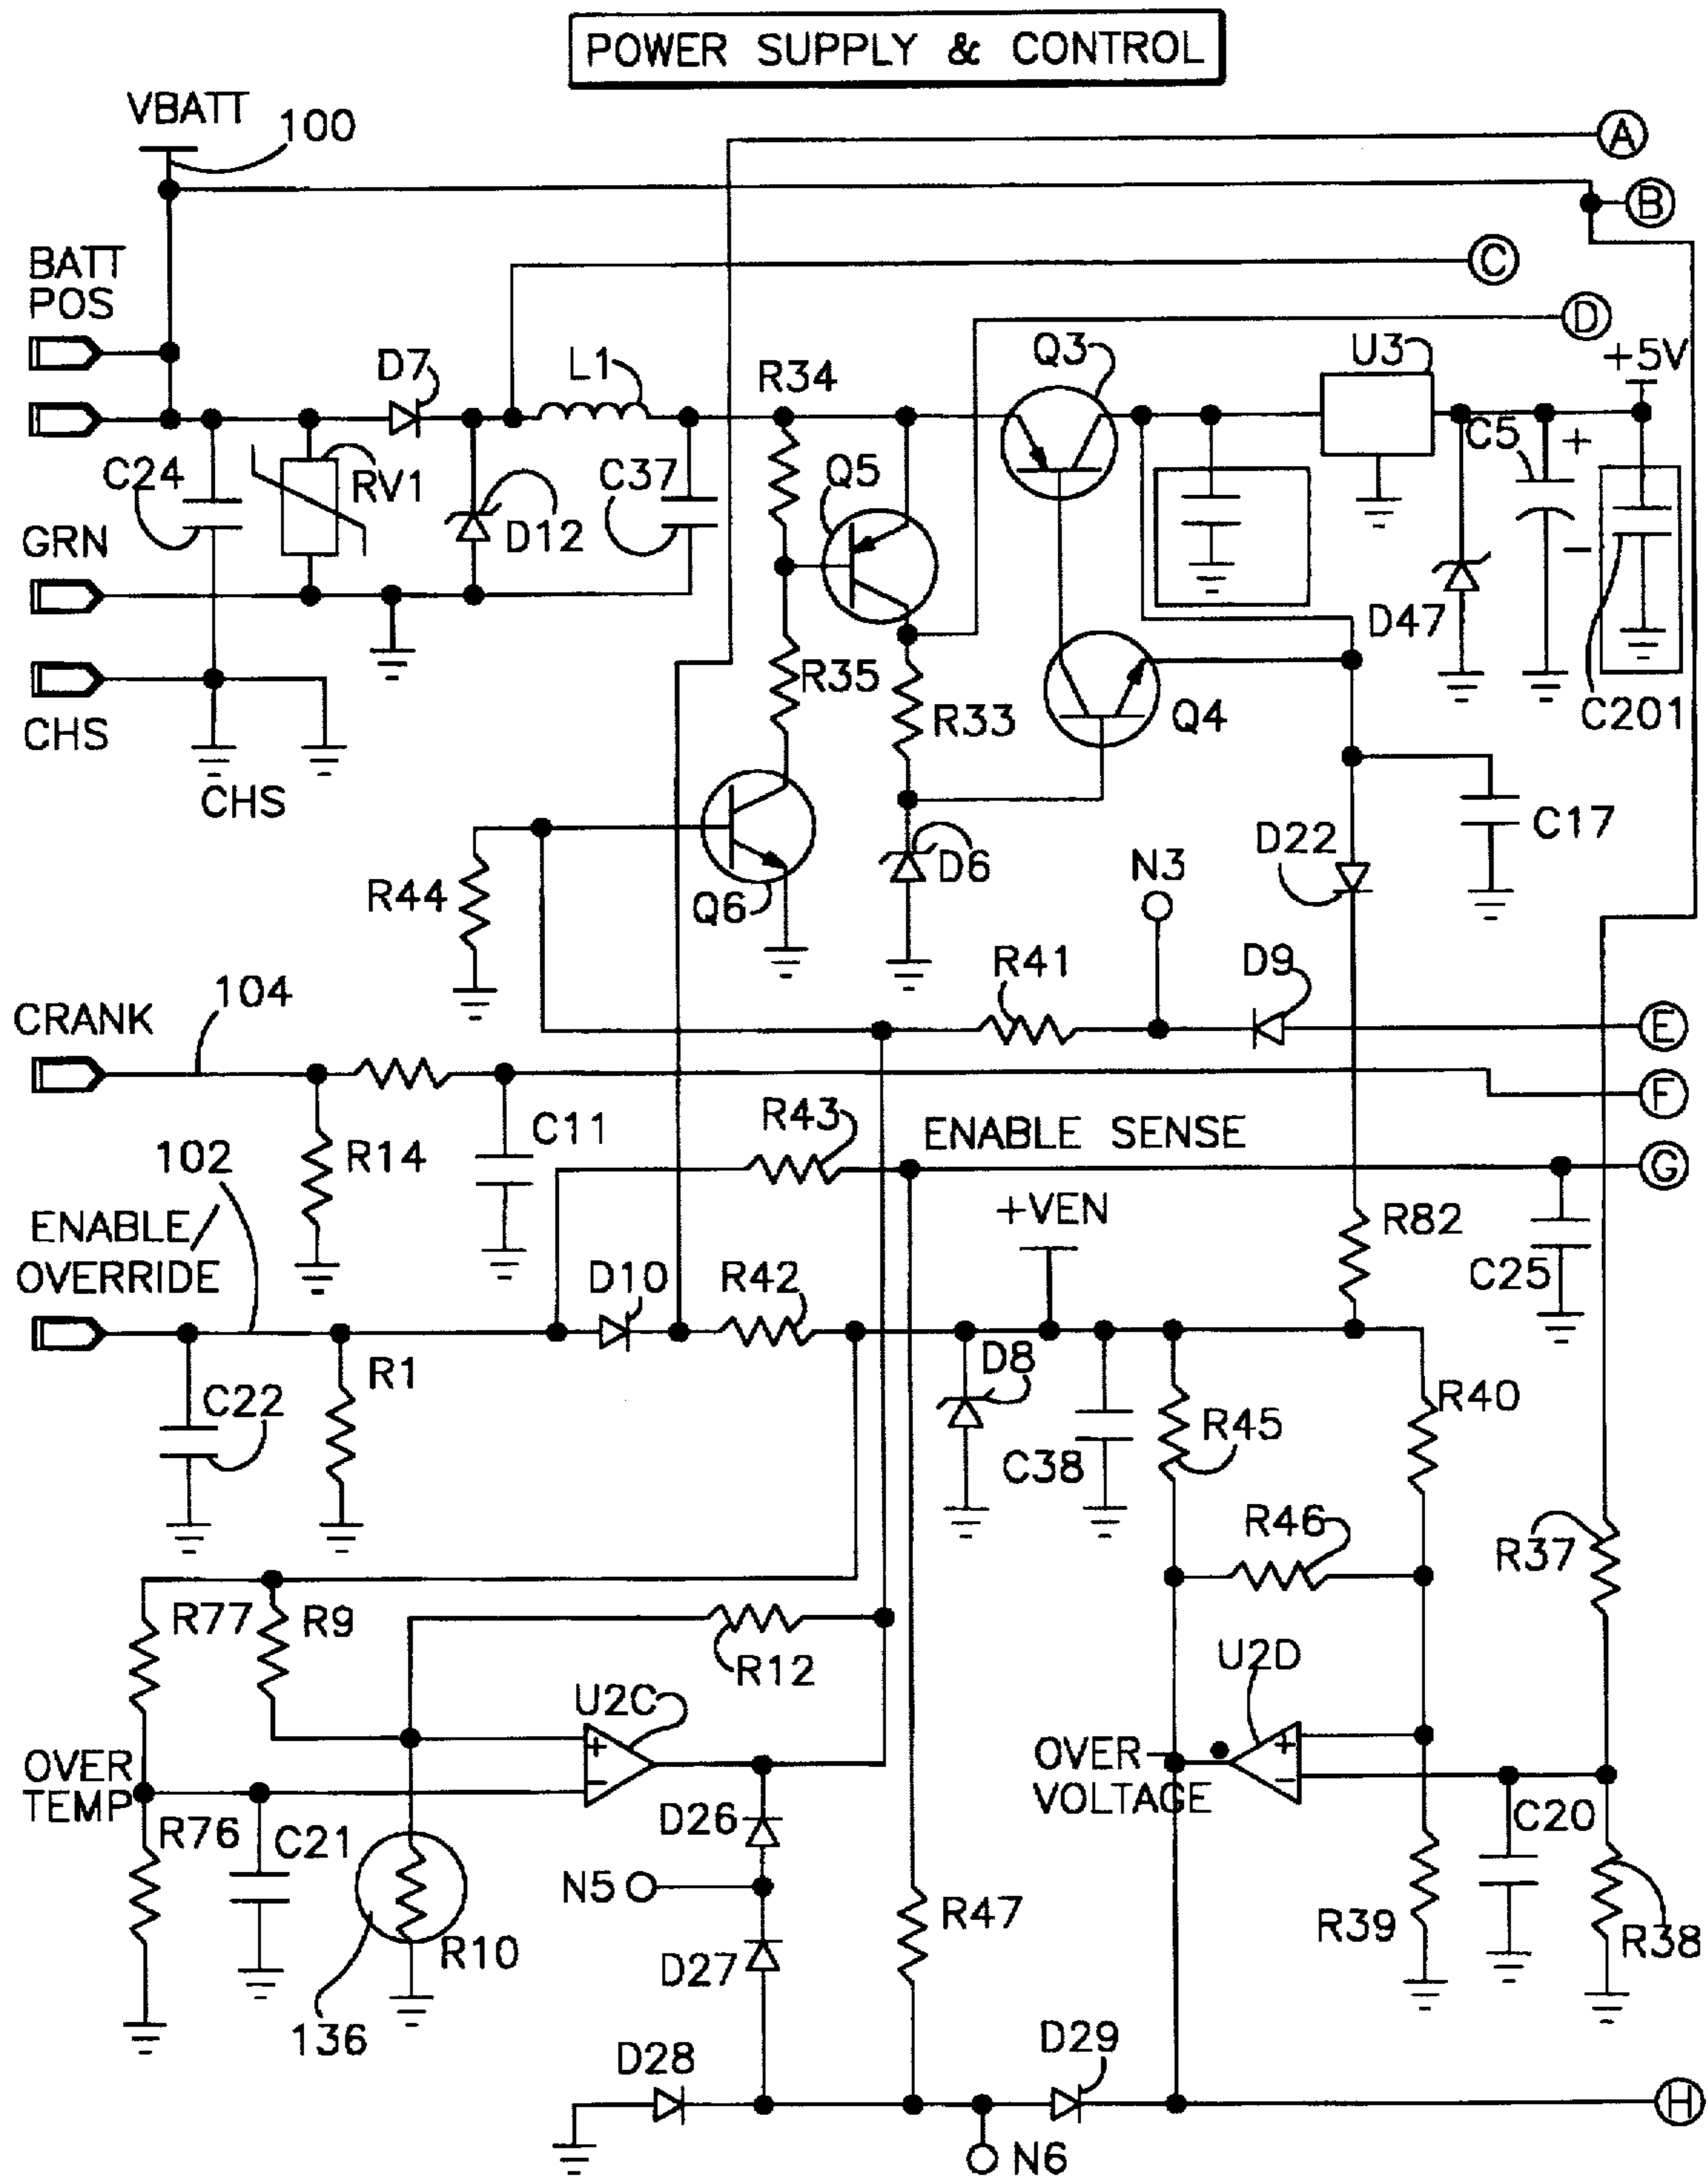 POWER SUPPLY & CONTROL
VBATT
100
A
B
BATT
POS
C
D
D7
L1
R34
Q3
U3
+5V
C24
RV1
D12
C37
Q5
C5
+
−
GRN
D47
CHS
R35
R33
Q4
C201
CHS
R44
Q6
D6
N3
D22
C17
CRANK
104
R41
D9
E
F
R14
C11
R43
ENABLE SENSE
G
102
ENABLE/
OVERRIDE
+VEN
R82
C25
D10
R42
C22
R1
D8
C38
R45
R40
R46
R37
R77
R9
R12
U2C
U2D
+
−
+
−
OVER
TEMP
OVER
VOLTAGE
R76
C21
D26
C20
N5
R10
D27
R47
R39
R38
136
D28
D29
H
N6